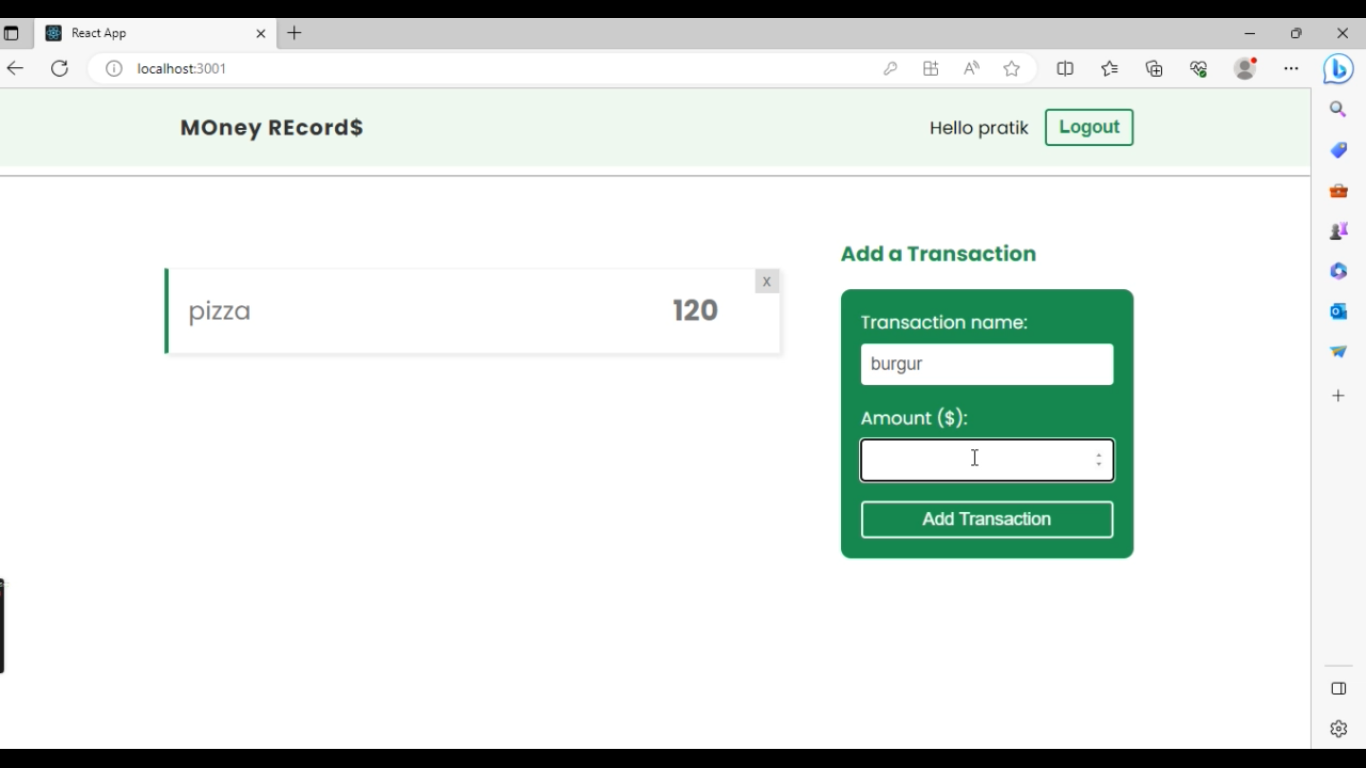 React App
localhost:3001
MOney REcord$
Hello pratik
Logout
pizza
120
x
Add a Transaction
Transaction name:
burgur
Amount ($):
Add Transaction